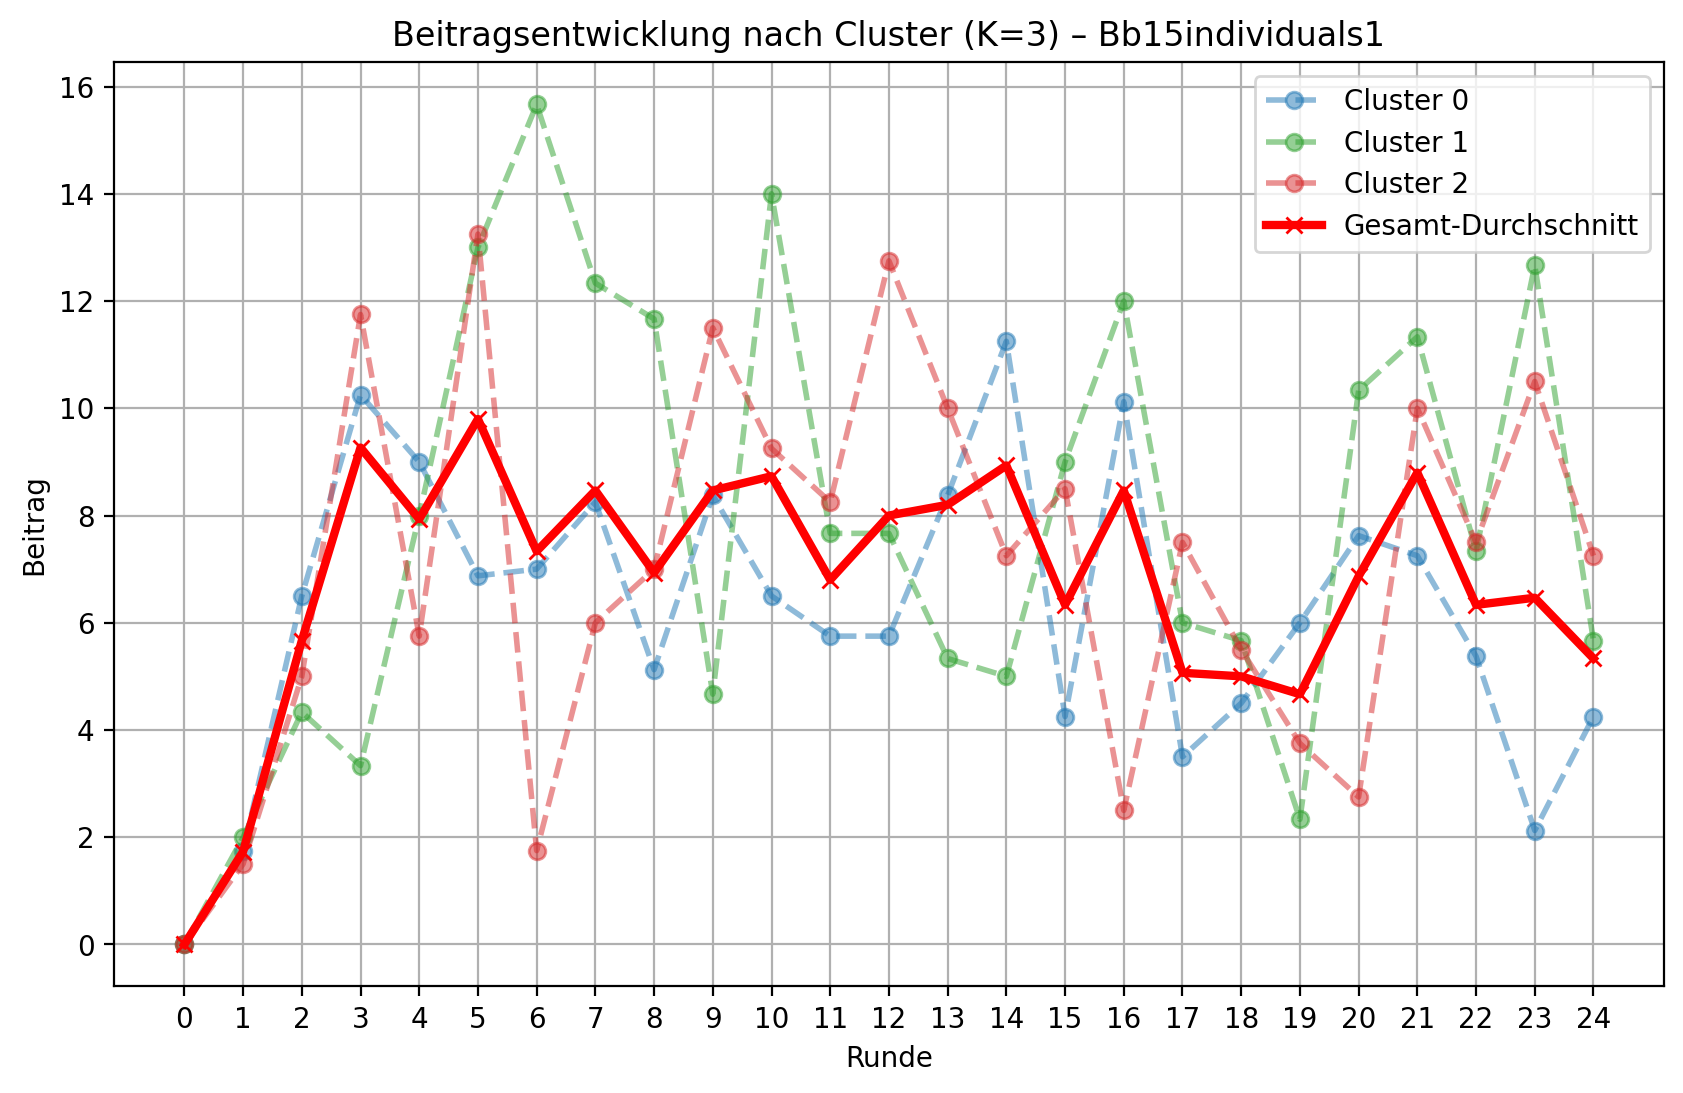 Beitragsentwicklung nach Cluster (K=3) – Bb15individuals1
Cluster 0
Cluster 1
Cluster 2
Gesamt-Durchschnitt
Beitrag
16
14
12
10
8
6
4
2
0
0 1 2 3 4 5 6 7 8 9 10 11 12 13 14 15 16 17 18 19 20 21 22 23 24
Runde